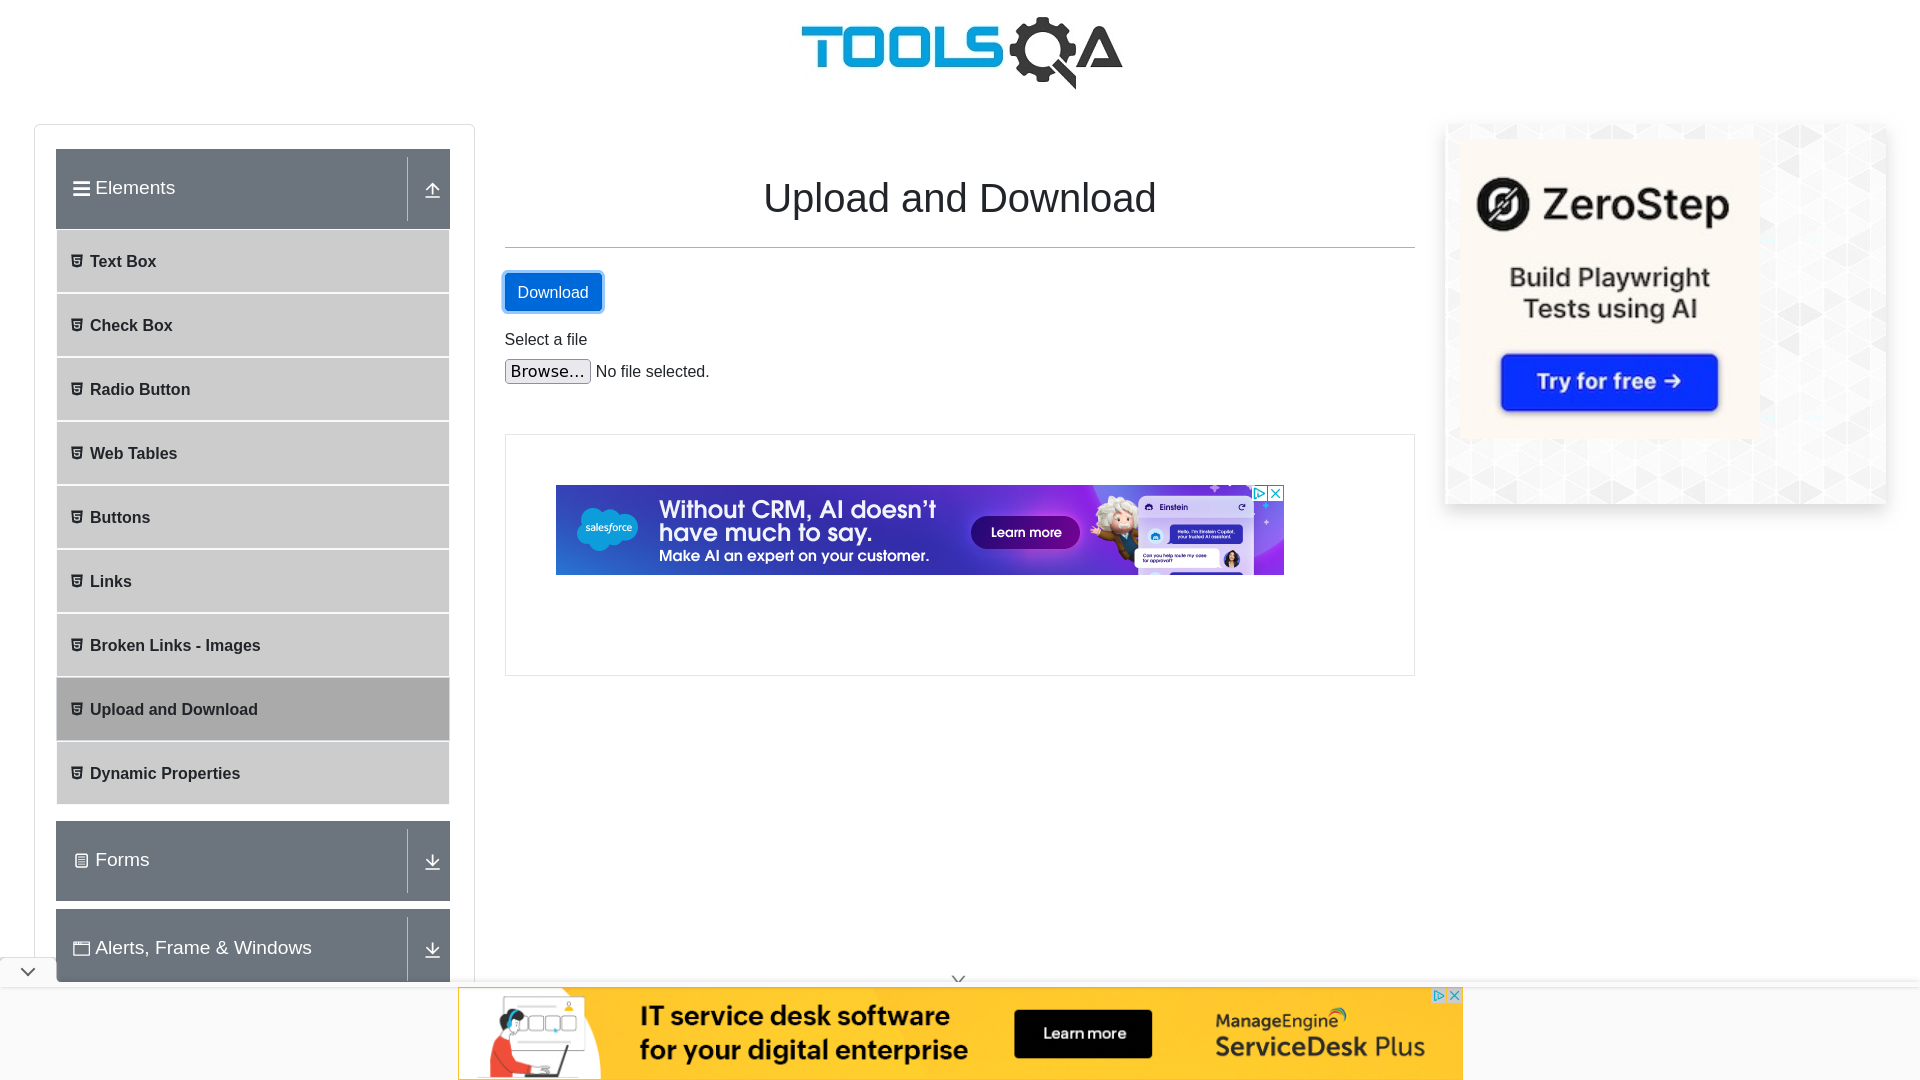 TOOLSQA
Elements
Text Box
Check Box
Radio Button
Web Tables
Buttons
Links
Broken Links - Images
Upload and Download
Dynamic Properties
Forms
Alerts, Frame & Windows
Upload and Download
Download
Select a file
Browse... No file selected.
salesforce
Without CRM, AI doesn't
have much to say.
Make AI an expert on your customer.
Learn more
Einstein
Hello, I'm Einstein Copilot,
your trusted AI assistant.
Can you help route my case
for approval?
ZeroStep
Build Playwright
Tests using AI
Try for free →
IT service desk software
for your digital enterprise
Learn more
ManageEngine
ServiceDesk Plus